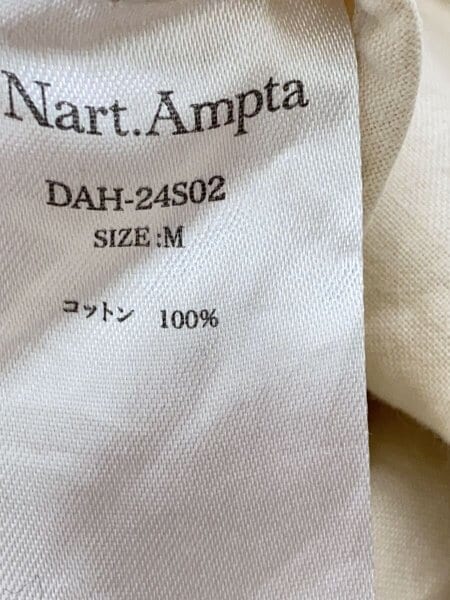 Nart.Ampta
DAH-24S02
SIZE:M
コットン 100%